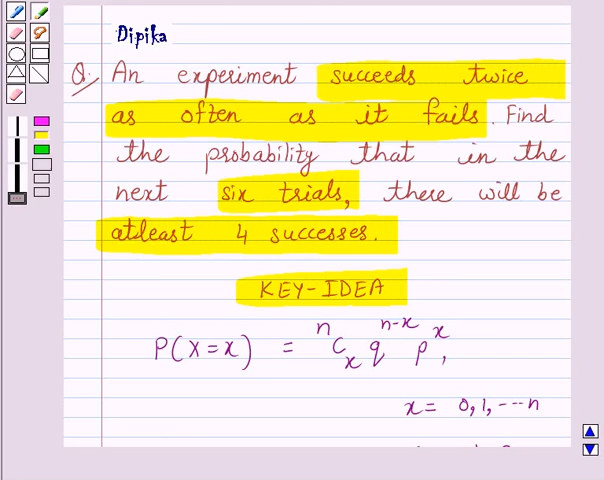 Dipika
Q. An experiment succeeds twice
as often as it fails. Find
the probability that in the
next six trials, there will be
atleast 4 successes.
KEY-IDEA
P(X=x) = ⁿCₓ qⁿ⁻ˣ pˣ,
x = 0, 1, ---n